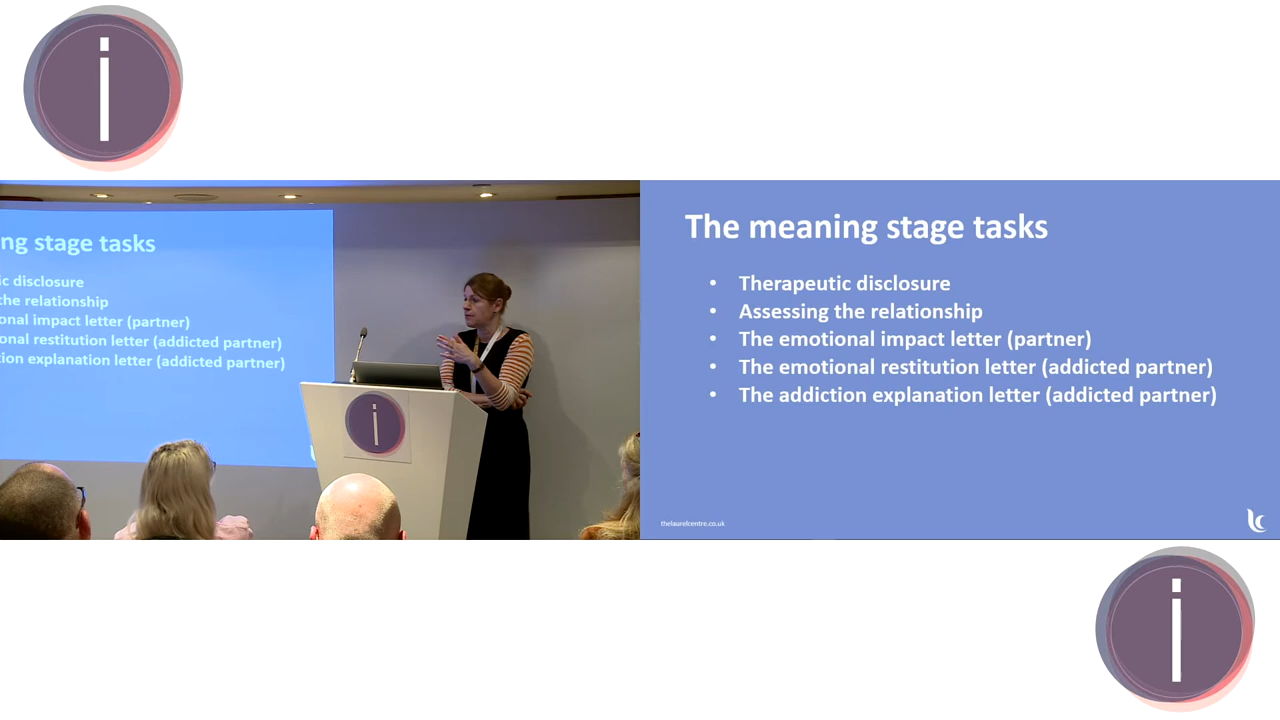 i
ng stage tasks
ic disclosure
the relationship
onal impact letter (partner)
onal restitution letter (addicted partner)
tion explanation letter (addicted partner)
i
The meaning stage tasks
• Therapeutic disclosure
• Assessing the relationship
• The emotional impact letter (partner)
• The emotional restitution letter (addicted partner)
• The addiction explanation letter (addicted partner)
thelaurelcentre.co.uk
lc
i